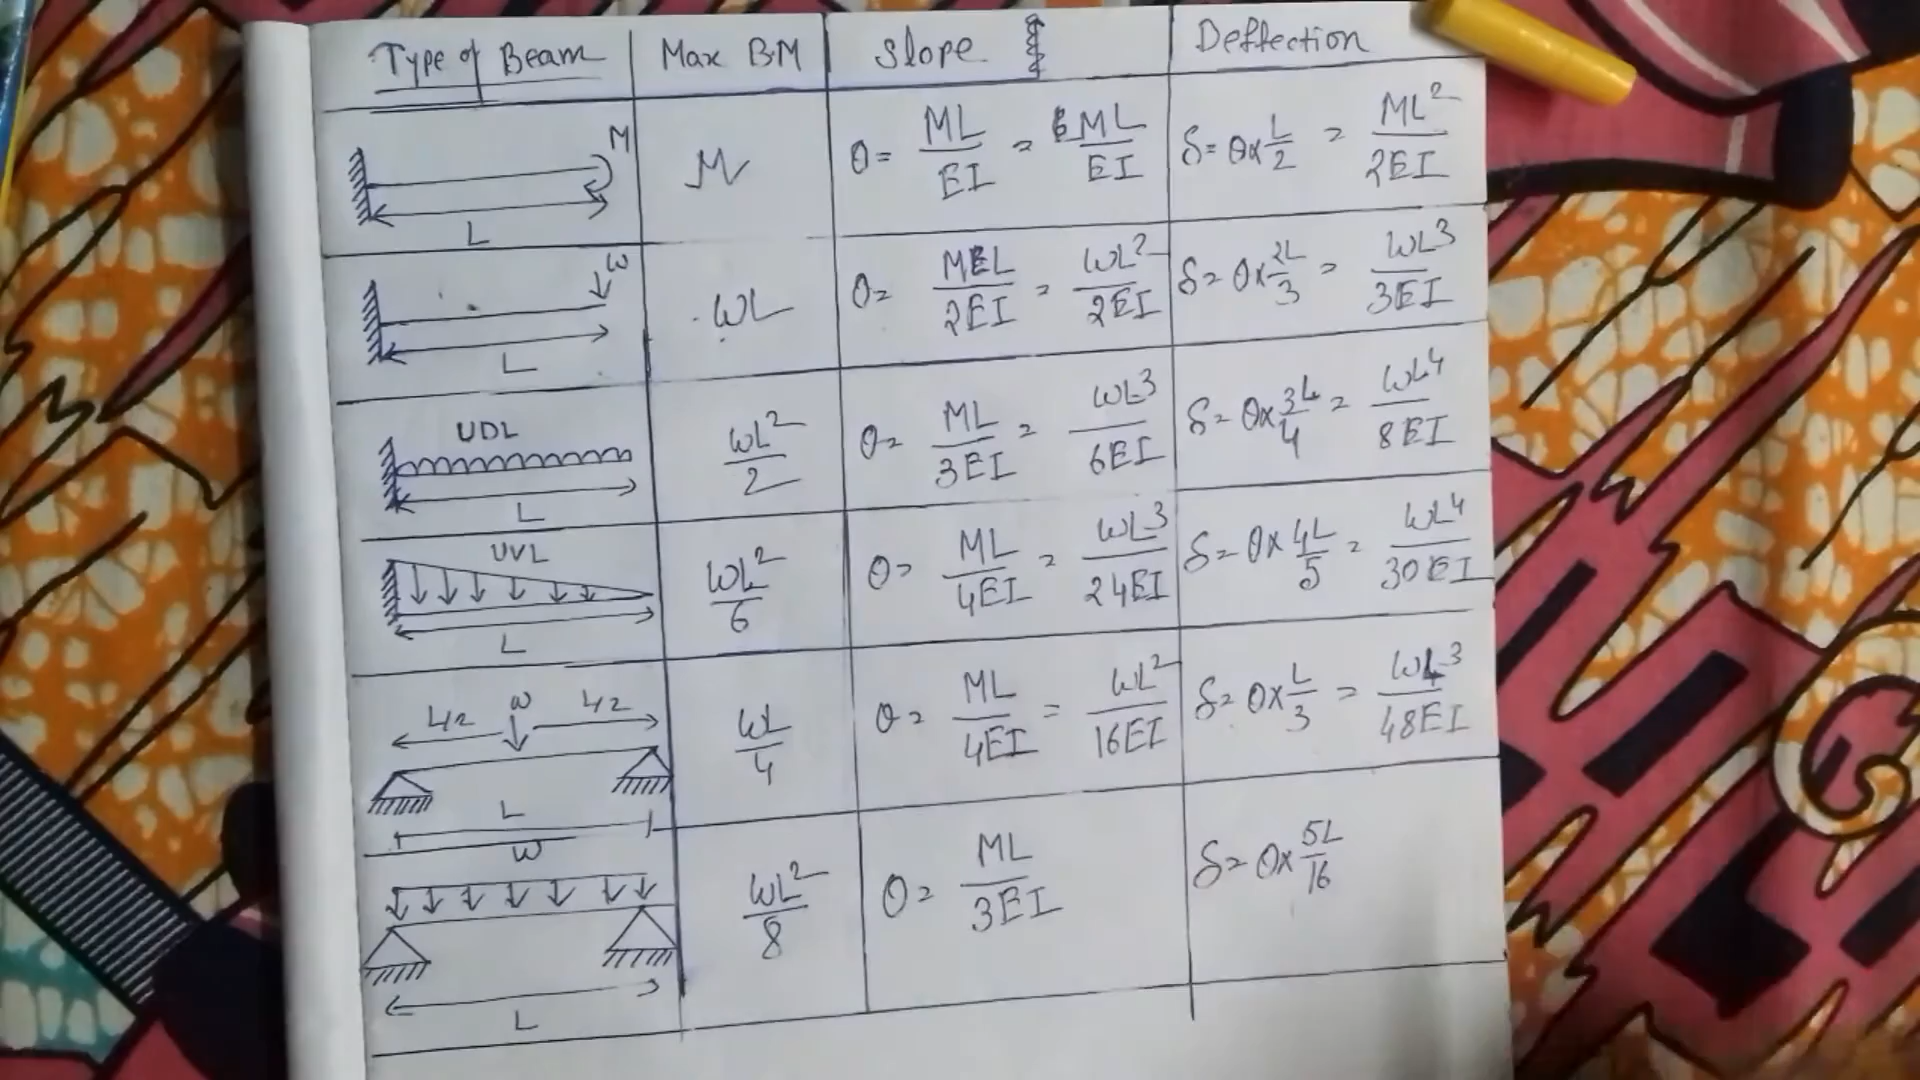 Type of Beam Max BM Slope Deflection
M
L
M
θ = ML/EI = ML/EI
δ = θ x L/2 = ML²/2EI
W
L
WL
θ = ML/2EI = WL²/2EI
δ = θ x 2L/3 = WL³/3EI
UDL
L
WL²/2
θ = ML/3EI = WL³/6EI
δ = θ x 3L/4 = WL⁴/8EI
UVL
L
WL²/6
θ = ML/4EI = WL³/24EI
δ = θ x 4L/5 = WL⁴/30EI
L/2 W L/2
L
WL/4
θ = ML/4EI = WL²/16EI
δ = θ x L/3 = WL³/48EI
W
L
WL²/8
θ = ML/3EI
δ = θ x 5L/16